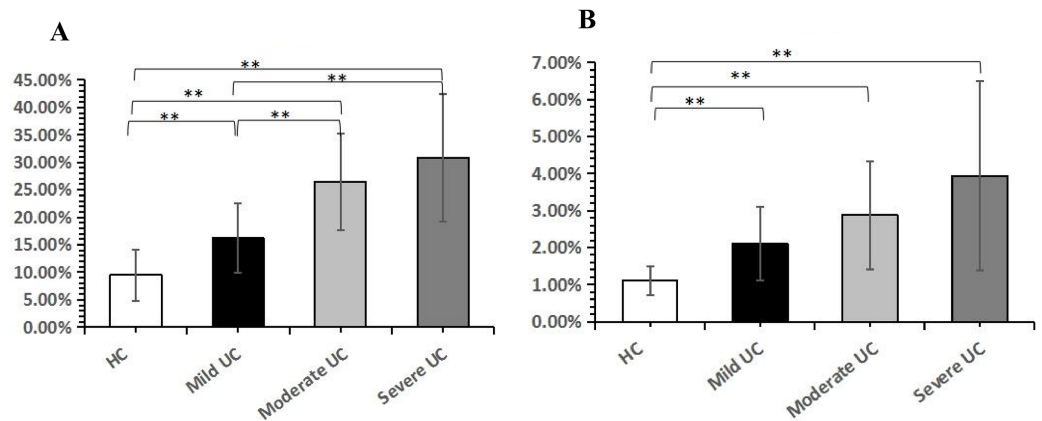 A
**
**
**
**
**
45.00%
40.00%
35.00%
30.00%
25.00%
20.00%
15.00%
10.00%
5.00%
0.00%
HC
Mild UC
Moderate UC
Severe UC
B
**
**
**
7.00%
6.00%
5.00%
4.00%
3.00%
2.00%
1.00%
0.00%
HC
Mild UC
Moderate UC
Severe UC